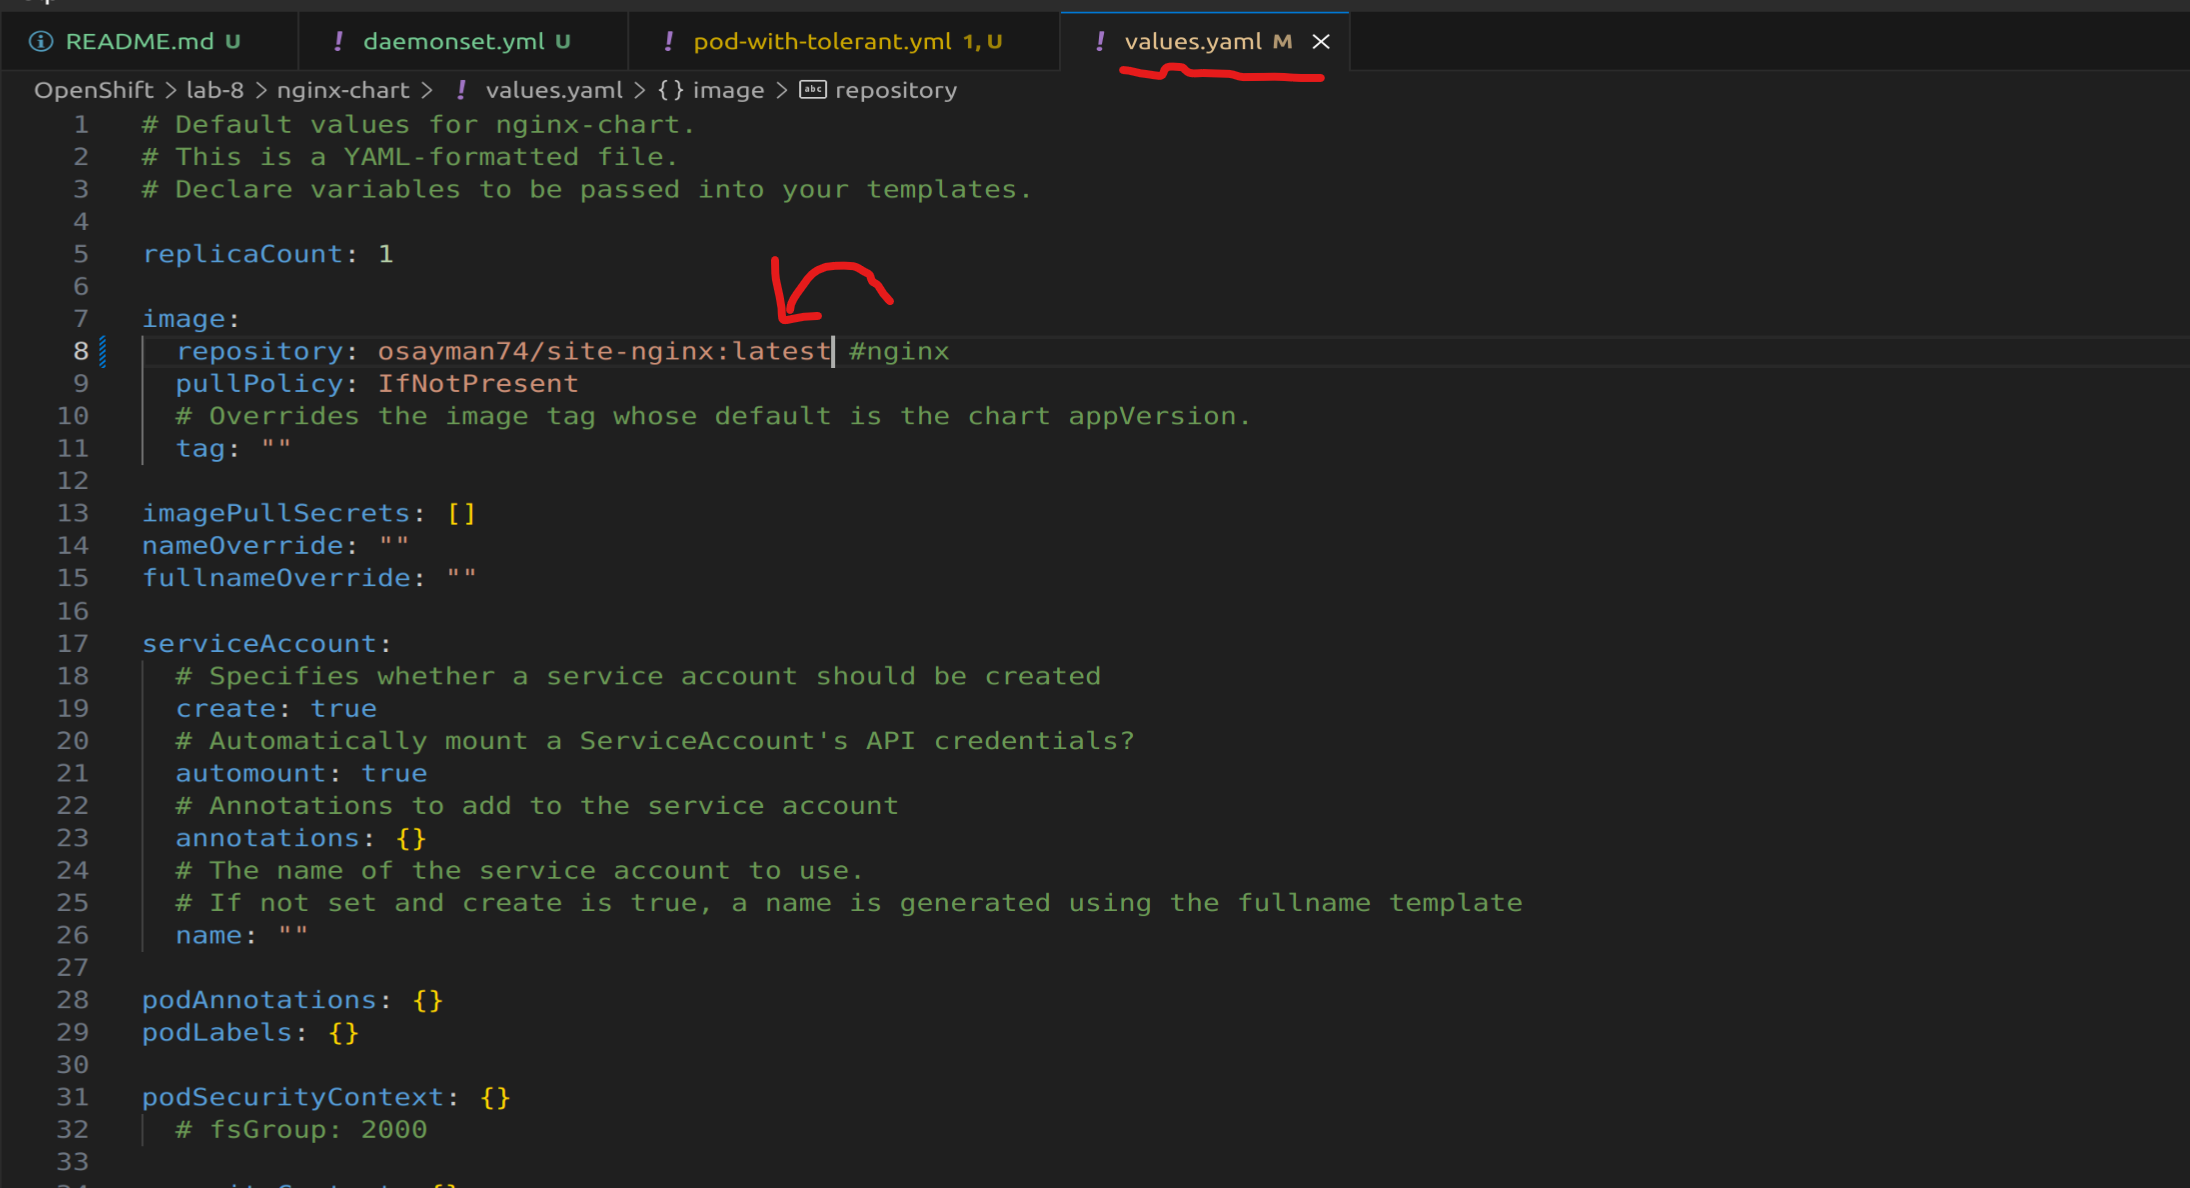 README.md U ! daemonset.yml U ! pod-with-tolerant.yml 1, U ! values.yaml M
OpenShift > lab-8 > nginx-chart > ! values.yaml > {} image > abc repository
1 # Default values for nginx-chart.
2 # This is a YAML-formatted file.
3 # Declare variables to be passed into your templates.
4
5 replicaCount: 1
6
7 image:
8 repository: osayman74/site-nginx:latest #nginx
9 pullPolicy: IfNotPresent
10 # Overrides the image tag whose default is the chart appVersion.
11 tag: ""
12
13 imagePullSecrets: []
14 nameOverride: ""
15 fullnameOverride: ""
16
17 serviceAccount:
18 # Specifies whether a service account should be created
19 create: true
20 # Automatically mount a ServiceAccount's API credentials?
21 automount: true
22 # Annotations to add to the service account
23 annotations: {}
24 # The name of the service account to use.
25 # If not set and create is true, a name is generated using the fullname template
26 name: ""
27
28 podAnnotations: {}
29 podLabels: {}
30
31 podSecurityContext: {}
32 # fsGroup: 2000
33